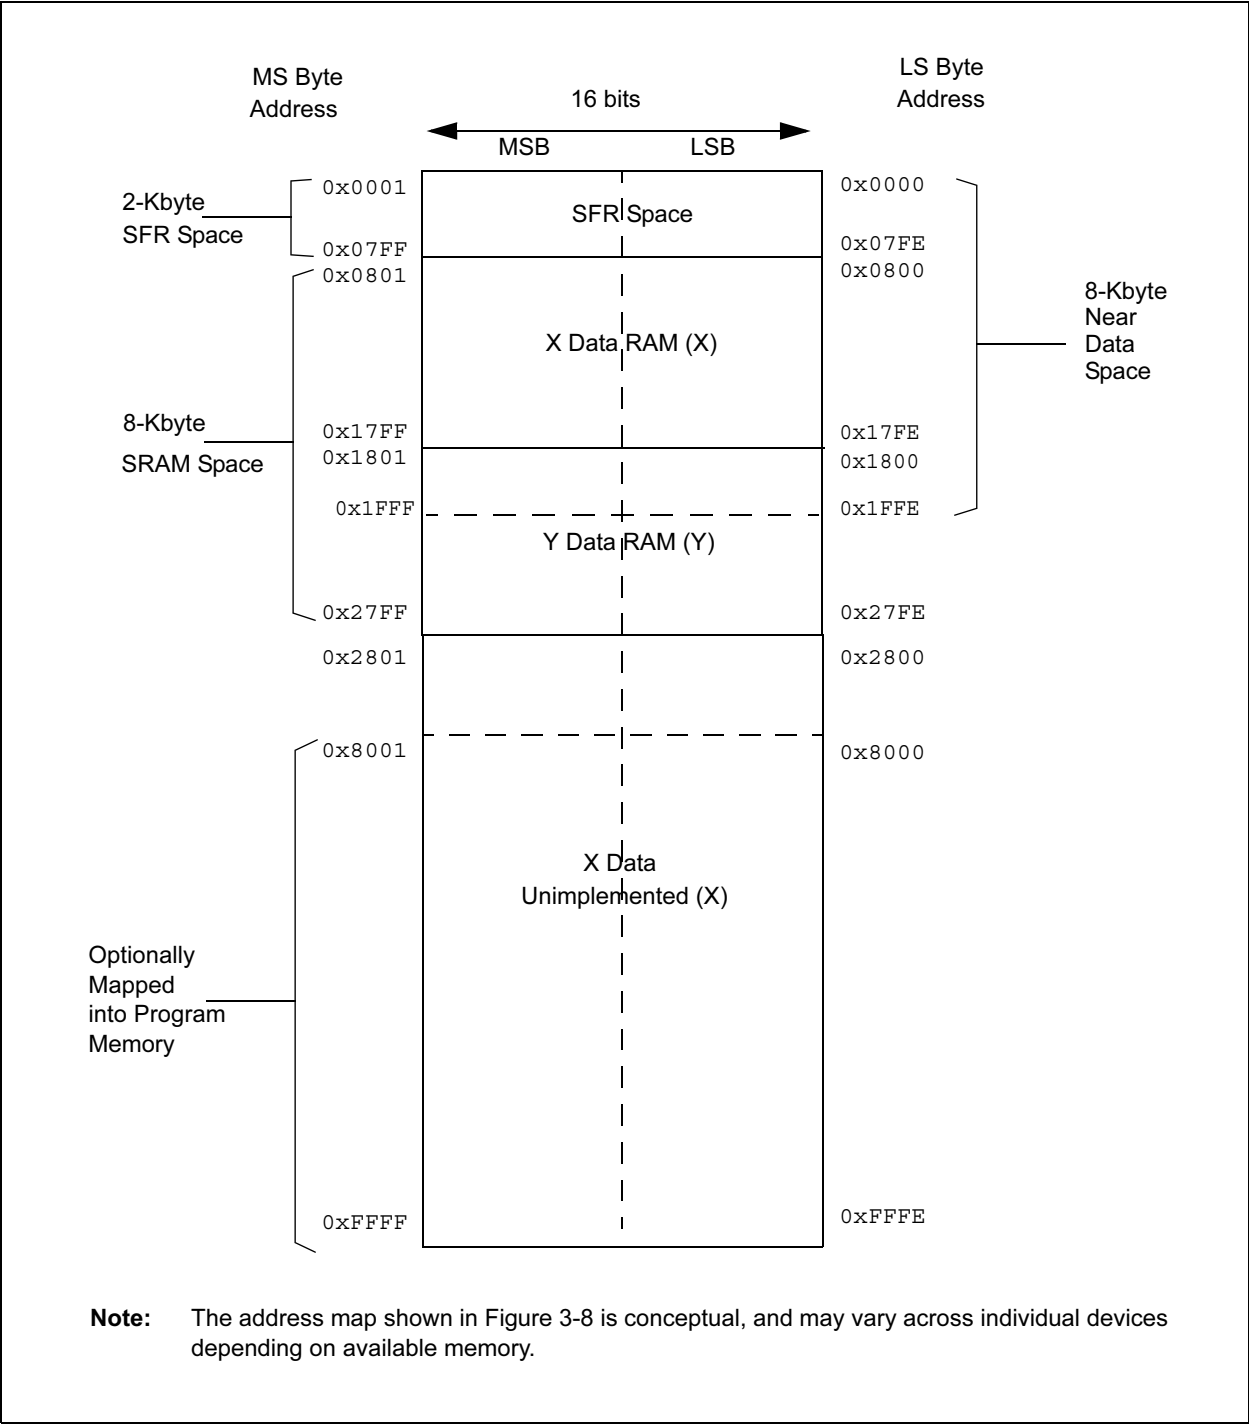 MS Byte
Address
LS Byte
Address
16 bits
MSB
LSB
2-Kbyte
SFR Space
0x0001
SFR Space
0x0000
0x07FF
0x07FE
0x0801
0x0800
8-Kbyte
Near
Data
Space
X Data RAM (X)
8-Kbyte
SRAM Space
0x17FF
0x17FE
0x1801
0x1800
0x1FFF
0x1FFE
Y Data RAM (Y)
0x27FF
0x27FE
0x2801
0x2800
0x8001
0x8000
X Data
Unimplemented (X)
Optionally
Mapped
into Program
Memory
0xFFFF
0xFFFE
Note: The address map shown in Figure 3-8 is conceptual, and may vary across individual devices
depending on available memory.